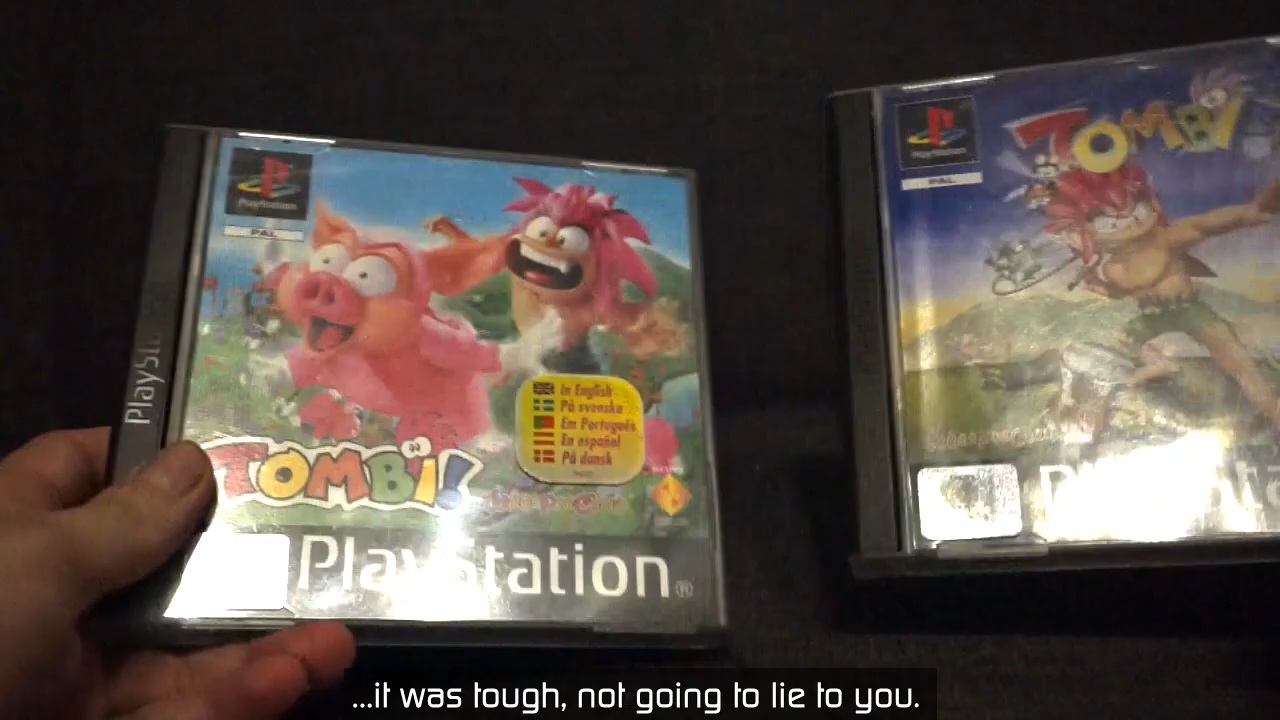 PlayStation
PAL
In English
På svenska
Em Português
En español
På dansk
TOMBi!
PlayStation
PlayStation
PAL
TOMBi
...it was tough, not going to lie to you.